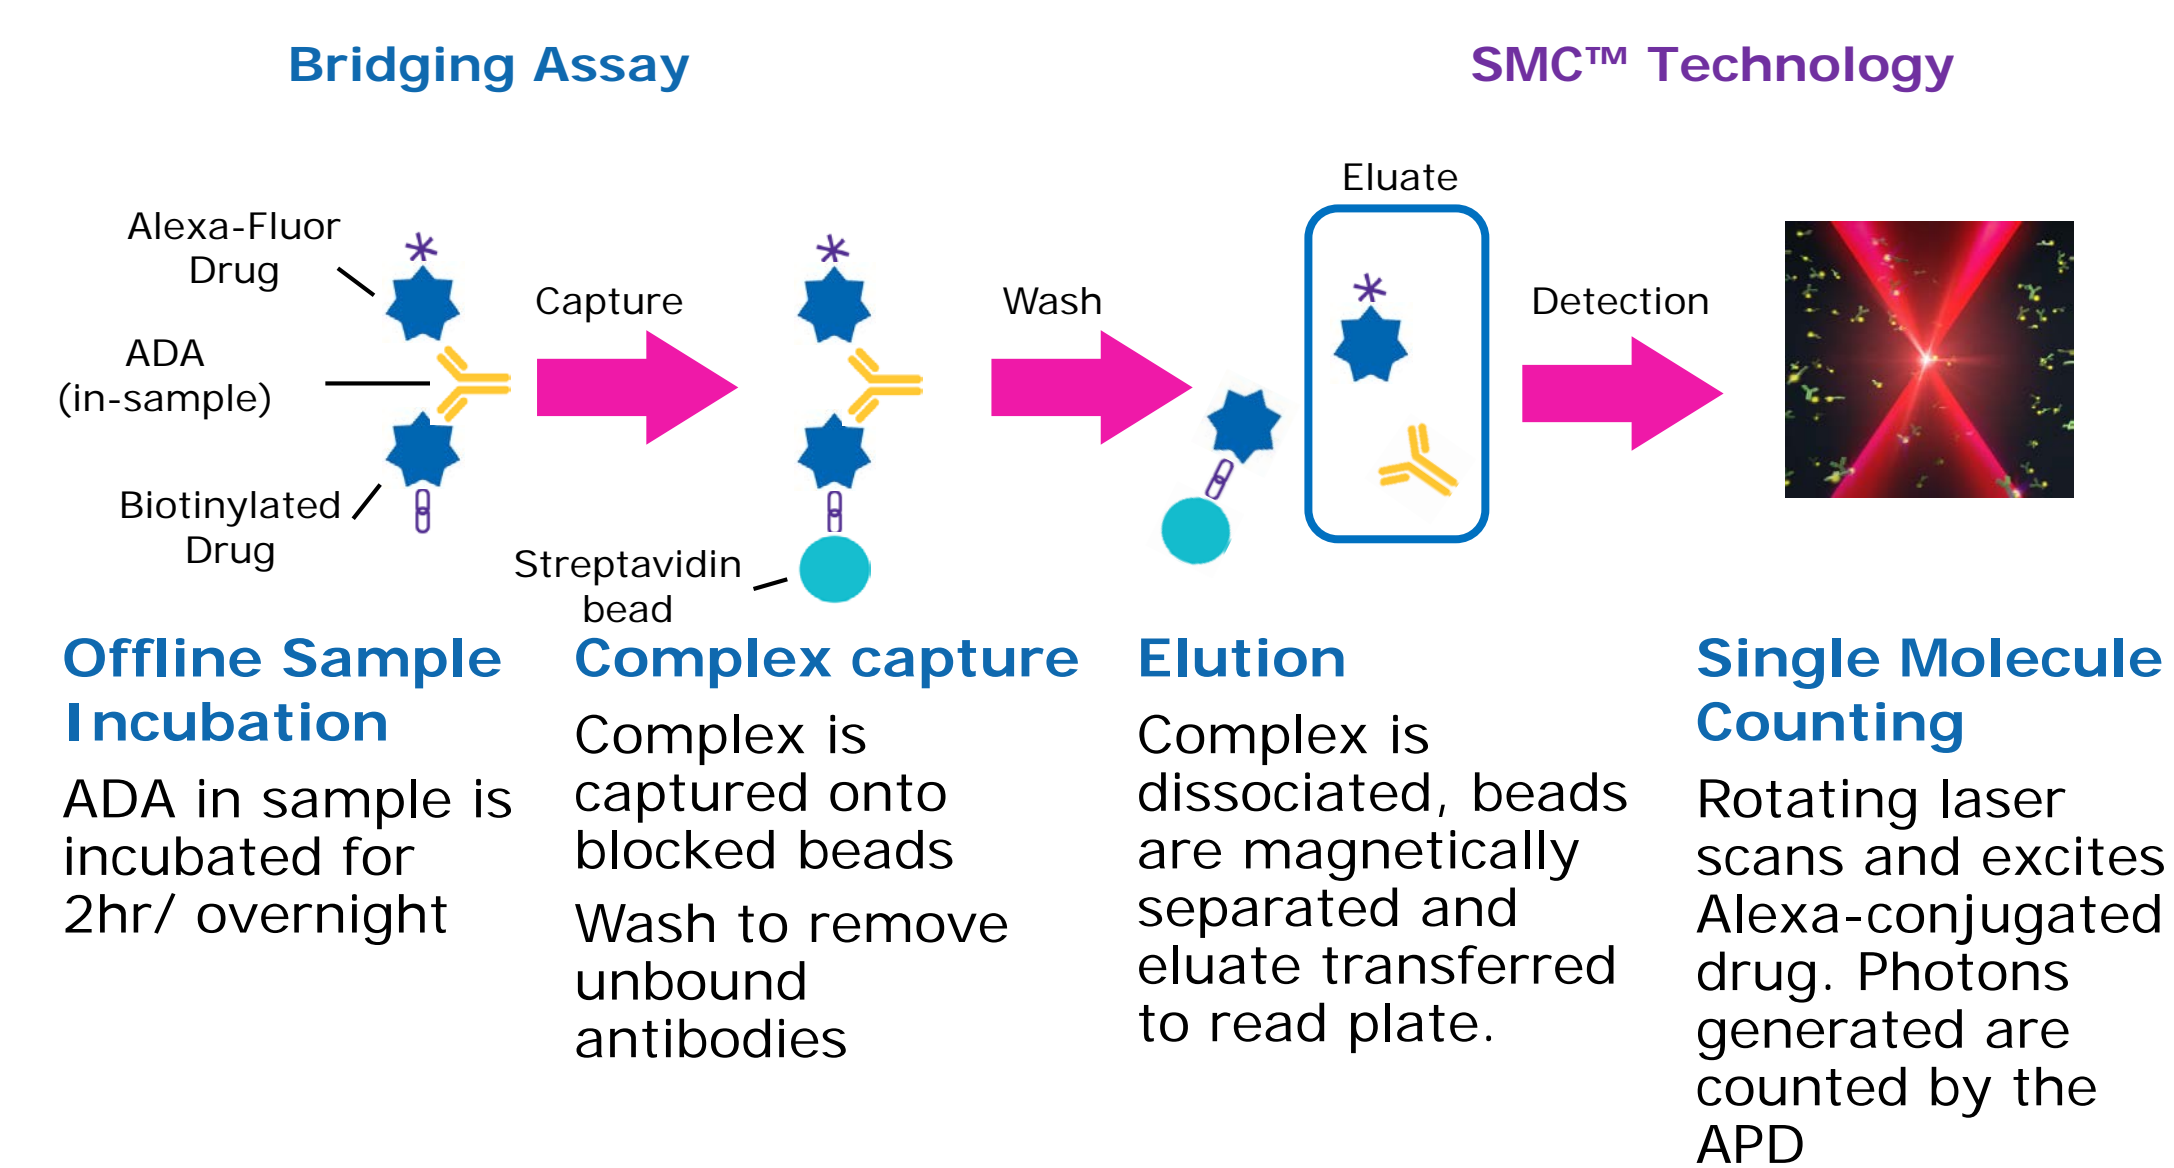 Bridging Assay
SMC™ Technology
Alexa-Fluor
Drug
ADA
(in-sample)
Biotinylated
Drug
Capture
Streptavidin
bead
Wash
Eluate
Detection
Offline Sample
Incubation
ADA in sample is
incubated for
2hr/ overnight
Complex capture
Complex is
captured onto
blocked beads
Wash to remove
unbound
antibodies
Elution
Complex is
dissociated, beads
are magnetically
separated and
eluate transferred
to read plate.
Single Molecule
Counting
Rotating laser
scans and excites
Alexa-conjugated
drug. Photons
generated are
counted by the
APD